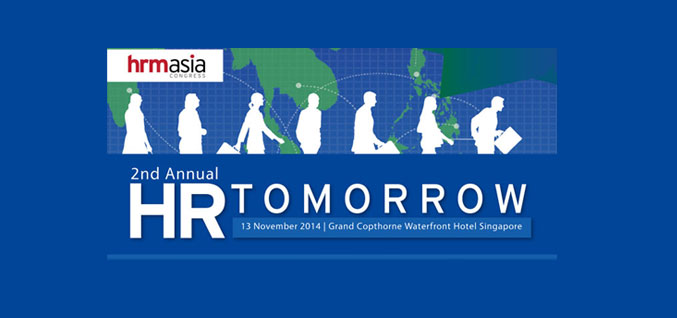 hrmasia
CONGRESS
2nd Annual
HR TOMORROW
13 November 2014 | Grand Copthorne Waterfront Hotel Singapore